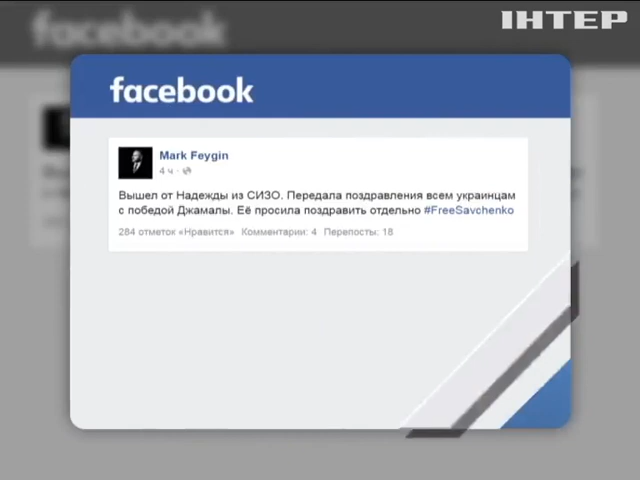 ІНТЕР
facebook
facebook
Mark Feygin
4 ч ·
Вышел от Надежды из СИЗО. Передала поздравления всем украинцам
с победой Джамалы. Её просила поздравить отдельно #FreeSavchenko
284 отметок «Нравится» Комментарии: 4 Перепосты: 18